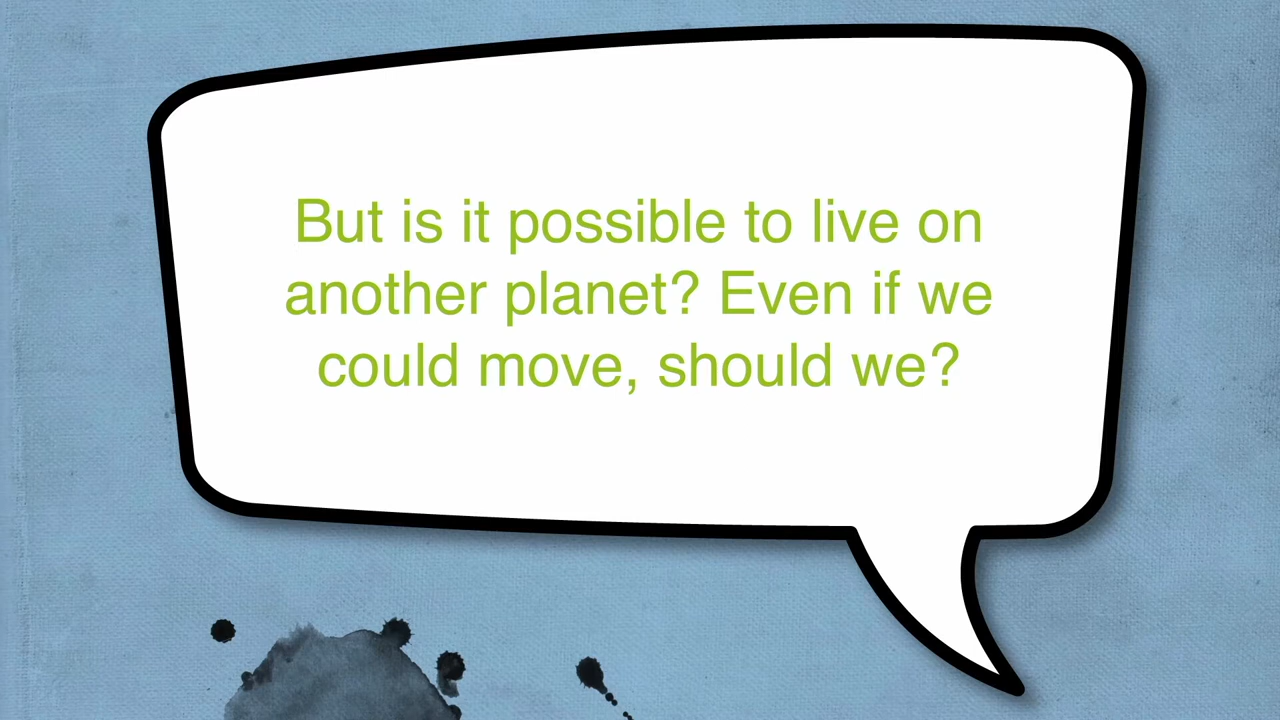 But is it possible to live on
another planet? Even if we
could move, should we?